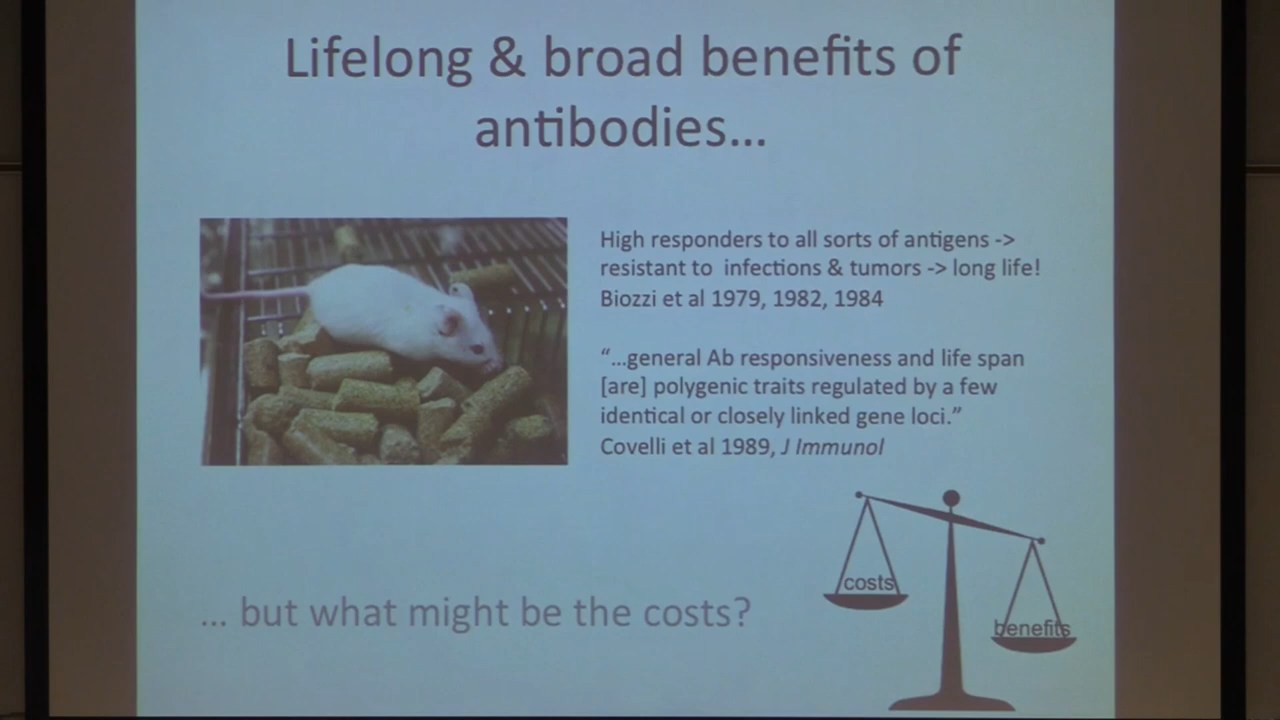 Lifelong & broad benefits of
antibodies...
High responders to all sorts of antigens ->
resistant to infections & tumors -> long life!
Biozzi et al 1979, 1982, 1984
“...general Ab responsiveness and life span
[are] polygenic traits regulated by a few
identical or closely linked gene loci.”
Covelli et al 1989, J Immunol
costs
benefits
... but what might be the costs?